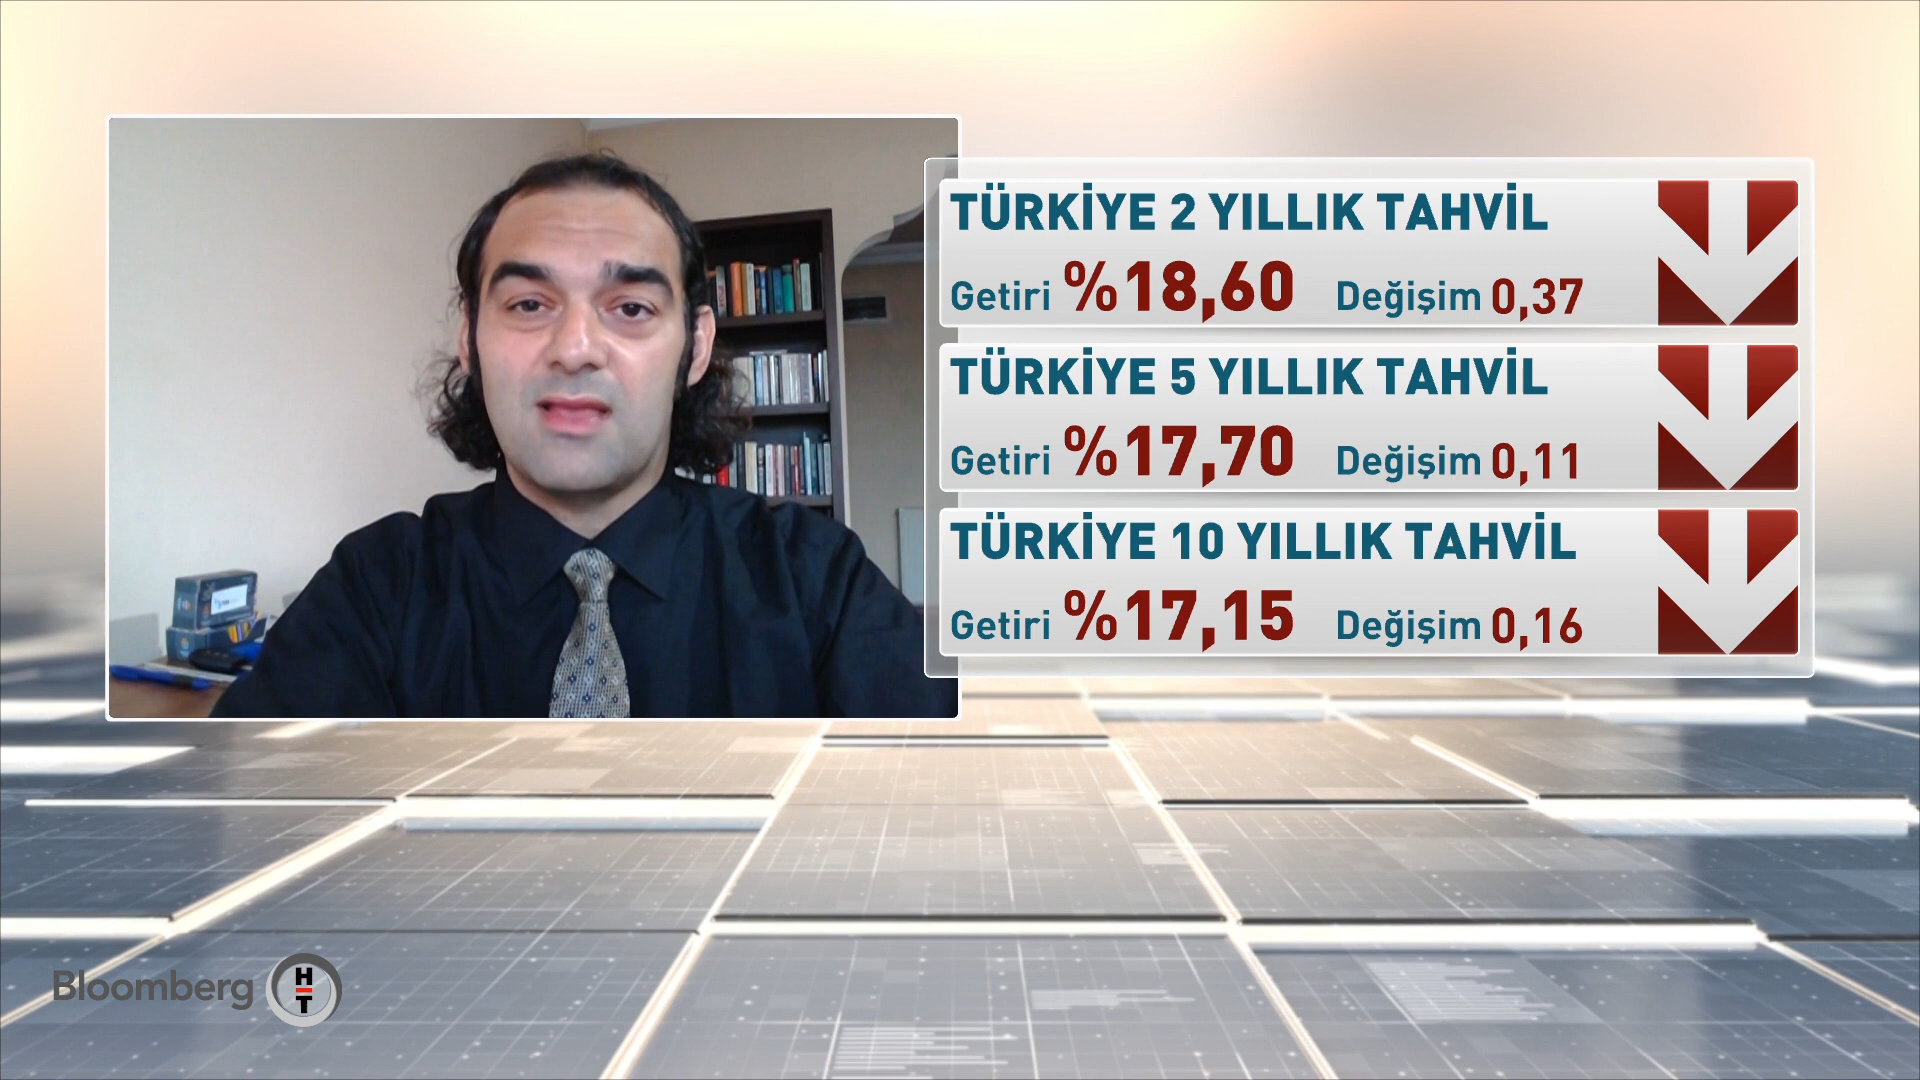 TÜRKİYE 2 YILLIK TAHVİL
Getiri %18,60 Değişim 0,37
TÜRKİYE 5 YILLIK TAHVİL
Getiri %17,70 Değişim 0,11
TÜRKİYE 10 YILLIK TAHVİL
Getiri %17,15 Değişim 0,16
Bloomberg HT